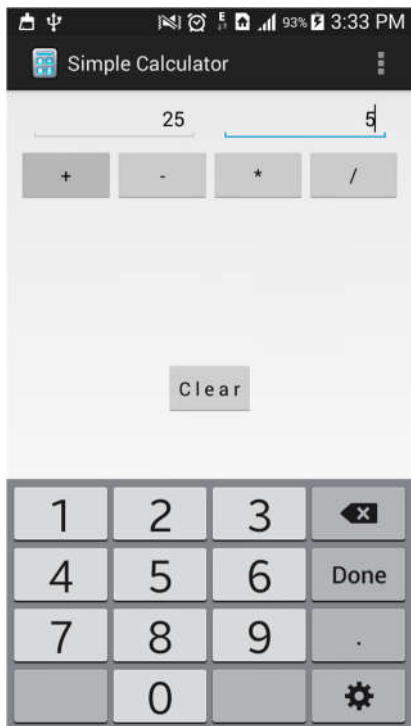 93% 3:33 PM
Simple Calculator
25 5
+ - * /
Clear
1 2 3
4 5 6 Done
7 8 9 .
0